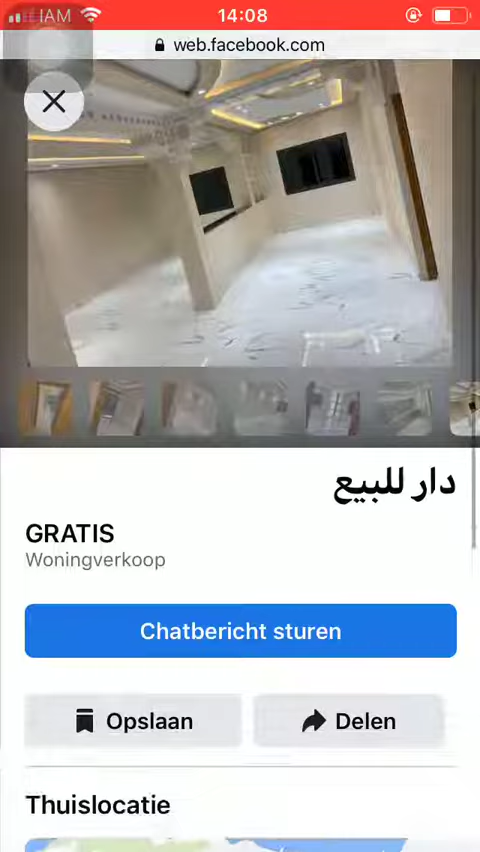 IAM
14:08
web.facebook.com
دار للبيع
GRATIS
Woningverkoop
Chatbericht sturen
Opslaan
Delen
Thuislocatie